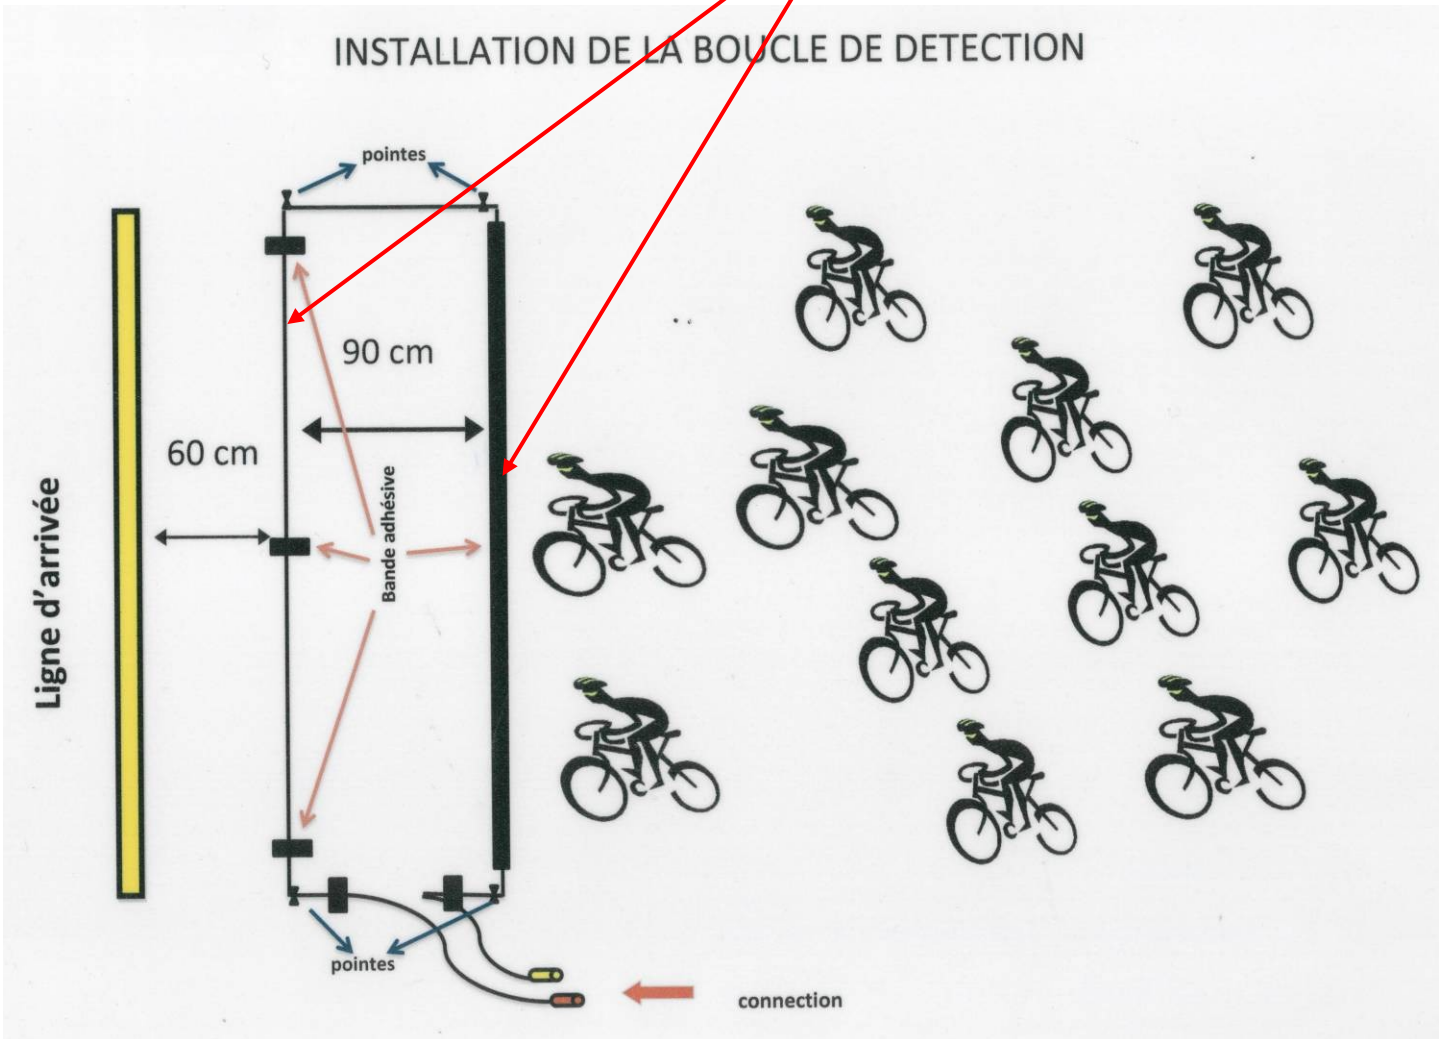 INSTALLATION DE LA BOUCLE DE DETECTION
pointes
90 cm
60 cm
Bande adhésive
Ligne d'arrivée
pointes
connection